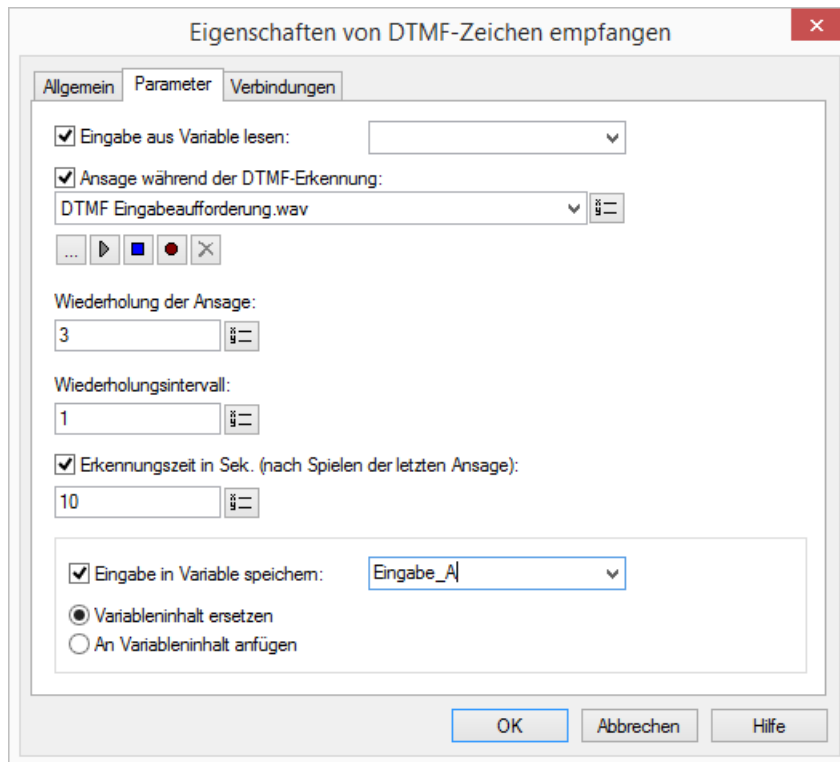 Eigenschaften von DTMF-Zeichen empfangen
Allgemein Parameter Verbindungen
Eingabe aus Variable lesen:
Ansage während der DTMF-Erkennung:
DTMF Eingabeaufforderung.wav
...
Wiederholung der Ansage:
3
Wiederholungsintervall:
1
Erkennungszeit in Sek. (nach Spielen der letzten Ansage):
10
Eingabe in Variable speichern: Eingabe_A
Variableninhalt ersetzen
An Variableninhalt anfügen
OK Abbrechen Hilfe